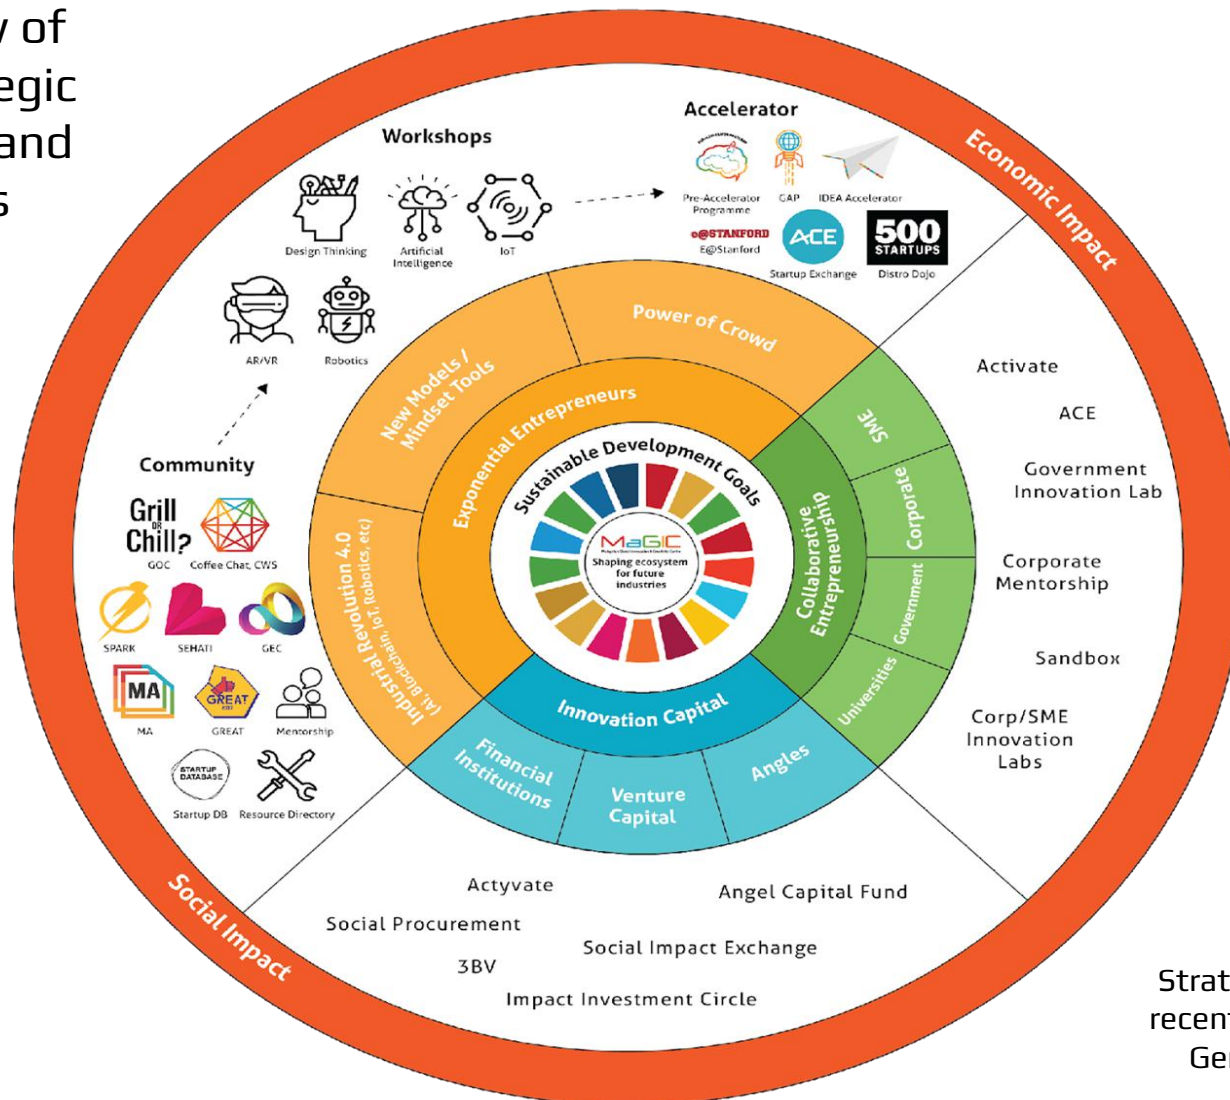 y of
egic
and
s
Workshops
Design Thinking
Artificial
Intelligence
IoT
AR/VR
Robotics
Accelerator
Pre-Accelerator
Programme
GAP
IDEA Accelerator
e@STANFORD
E@Stanford
ACE
Startup Exchange
500
STARTUPS
Distro Dojo
Economic Impact
Community
Grill
OR
Chill?
GOC
Coffee Chat, CWS
SPARK
SEHATI
GEC
MA
MA
GREAT
GREAT
Mentorship
STARTUP
DATABASE
Startup DB
Resource Directory
Power of Crowd
New Models /
Mindset Tools
Industrial Revolution 4.0
(AI, Blockchain, IoT, Robotics, etc)
Exponential Entrepreneurs
Sustainable Development Goals
MaGIC
Shaping ecosystem
for future
industries
Collaborative
Entrepreneurship
SME
Corporate
Government
Universities
Innovation Capital
Financial
Institutions
Venture
Capital
Angles
Activate
ACE
Government
Innovation Lab
Corporate
Mentorship
Sandbox
Corp/SME
Innovation
Labs
Actyvate
Angel Capital Fund
Social Procurement
Social Impact Exchange
3BV
Impact Investment Circle
Social Impact
Strat
recent
Ger